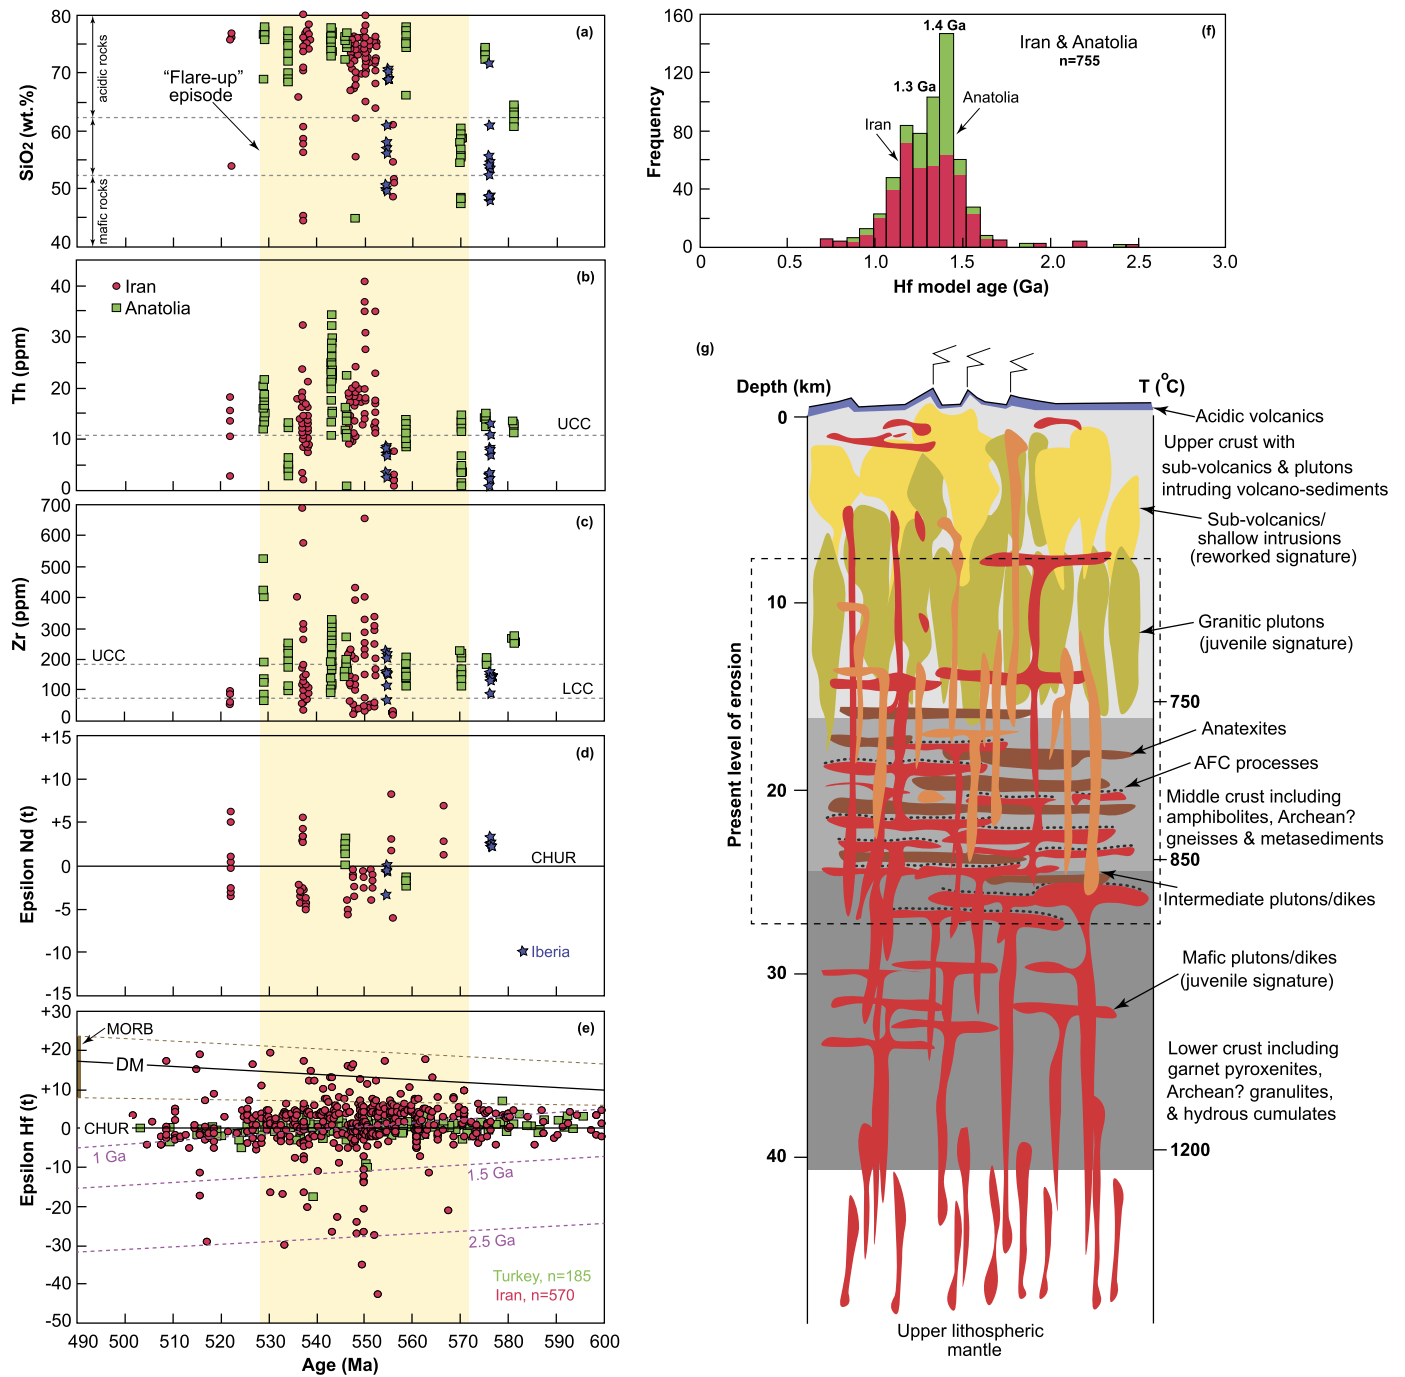 (a)
80
70
60
50
40
SiO2 (wt.%)
acidic rocks
mafic rocks
"Flare-up"
episode
(b)
40
30
20
10
0
Th (ppm)
Iran
Anatolia
UCC
(c)
700
600
500
400
300
200
100
0
Zr (ppm)
UCC
LCC
(d)
+15
+10
+5
0
-5
-10
-15
Epsilon Nd (t)
CHUR
Iberia
(e)
+30
+20
+10
0
-10
-20
-30
-40
-50
Epsilon Hf (t)
MORB
DM
CHUR
1 Ga
1.5 Ga
2.5 Ga
Turkey, n=185
Iran, n=570
490 500 510 520 530 540 550 560 570 580 590 600
Age (Ma)
(f)
160
120
80
40
0
Frequency
1.4 Ga
1.3 Ga
Iran & Anatolia
n=755
Anatolia
Iran
0 0.5 1.0 1.5 2.0 2.5 3.0
Hf model age (Ga)
(g)
Depth (km)
T (°C)
0
10
20
30
40
750
850
1200
Present level of erosion
Acidic volcanics
Upper crust with
sub-volcanics & plutons
intruding volcano-sediments
Sub-volcanics/
shallow intrusions
(reworked signature)
Granitic plutons
(juvenile signature)
Anatexites
AFC processes
Middle crust including
amphibolites, Archean?
gneisses & metasediments
Intermediate plutons/dikes
Mafic plutons/dikes
(juvenile signature)
Lower crust including
garnet pyroxenites,
Archean? granulites,
& hydrous cumulates
Upper lithospheric
mantle